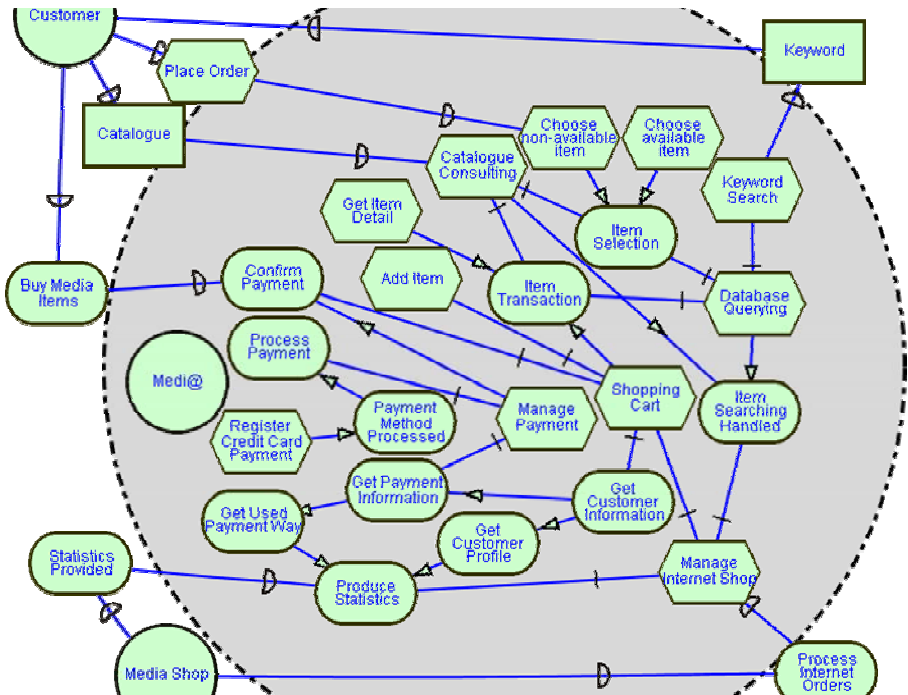 Customer
Keyword
Place Order
Catalogue
Choose
non-available
item
Choose
available
item
Catalogue
Consulting
Keyword
Search
Get Item
Detail
Item
Selection
Buy Media
Items
Confirm
Payment
Add Item
Item
Transaction
Database
Querying
Process
Payment
Medi@
Payment
Method
Processed
Manage
Payment
Shopping
Cart
Item
Searching
Handled
Register
Credit Card
Payment
Get Payment
Information
Get
Customer
Information
Get Used
Payment Way
Get
Customer
Profile
Statistics
Provided
Produce
Statistics
Manage
Internet Shop
Media Shop
Process
Internet
Orders